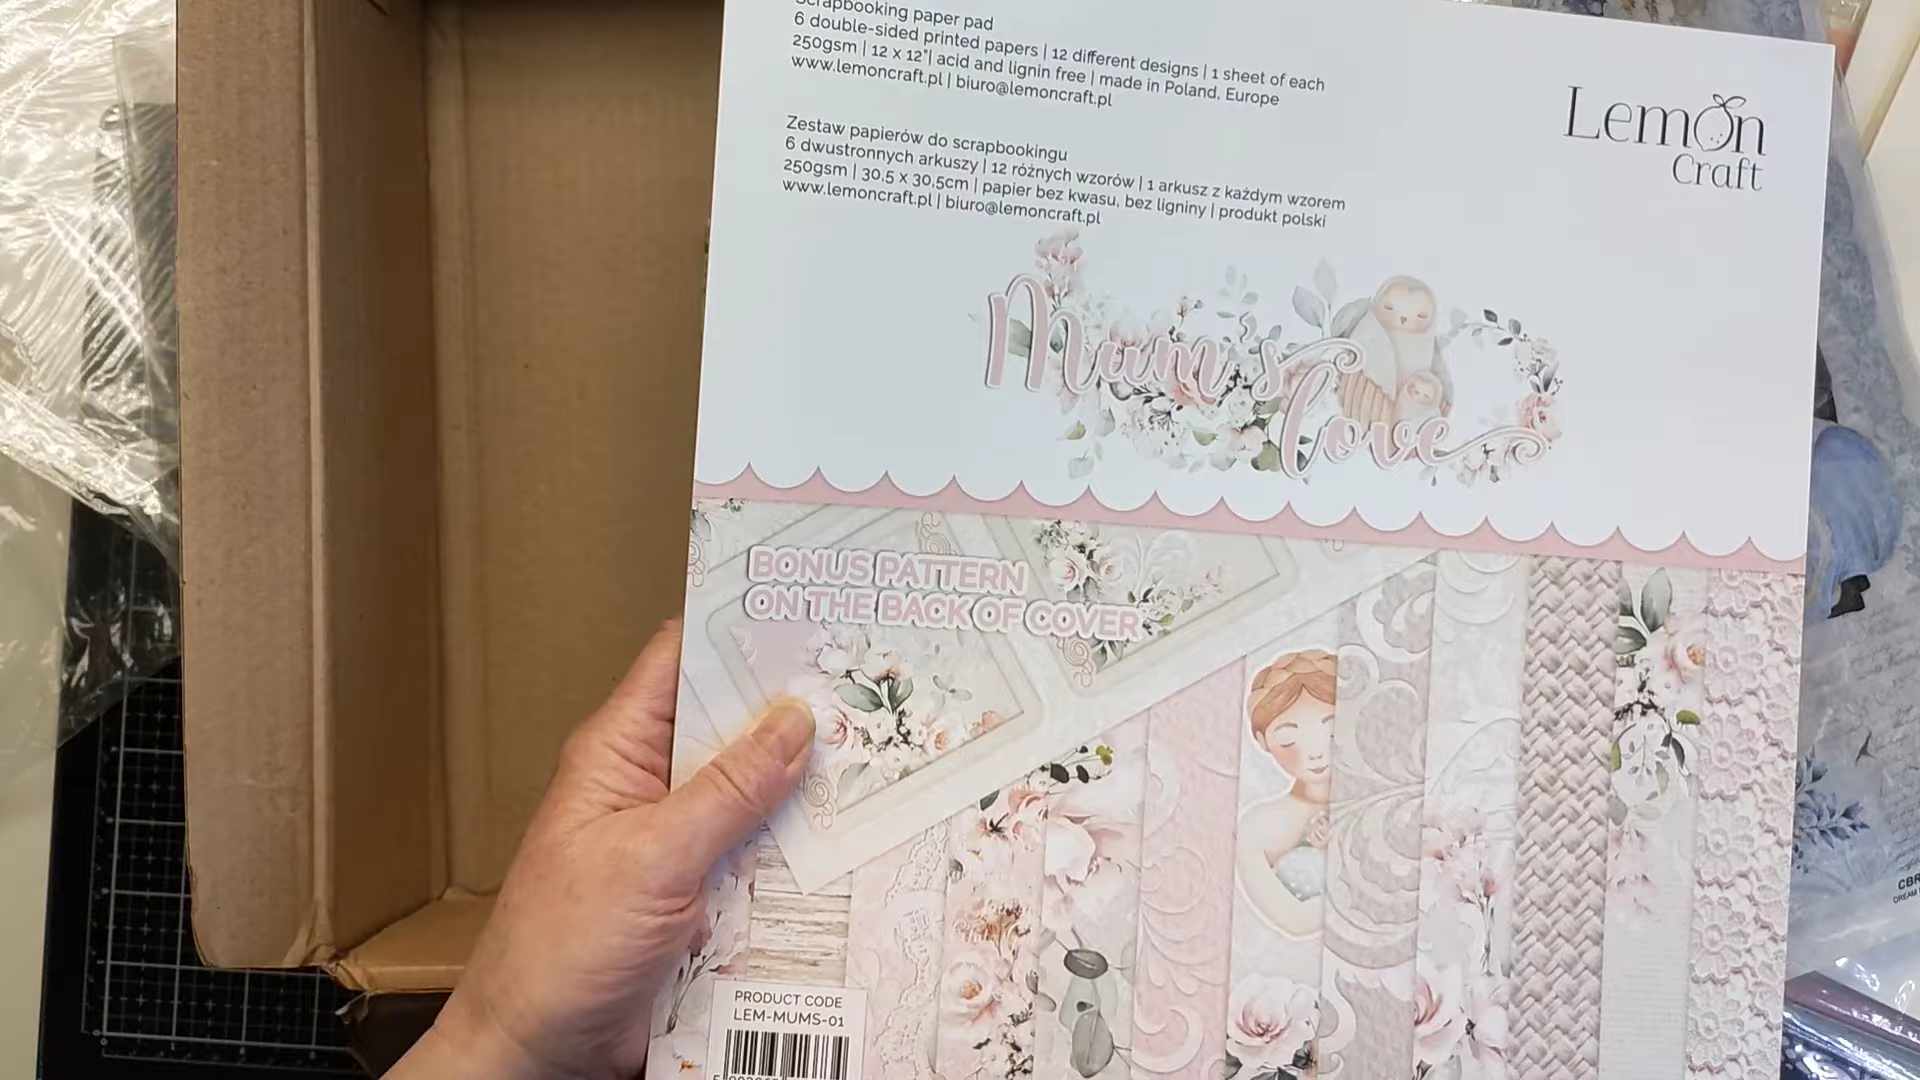 Scrapbooking paper pad
6 double-sided printed papers | 12 different designs | 1 sheet of each
250gsm | 12 x 12"| acid and lignin free | made in Poland, Europe
www.lemoncraft.pl | biuro@lemoncraft.pl
Zestaw papierów do scrapbookingu
6 dwustronnych arkuszy | 12 różnych wzorów | 1 arkusz z każdym wzorem
250gsm | 30,5 x 30,5cm | papier bez kwasu, bez ligniny | produkt polski
www.lemoncraft.pl | biuro@lemoncraft.pl
Lemon
Craft
Mum's
love
BONUS PATTERN
ON THE BACK OF COVER
PRODUCT CODE
LEM-MUMS-01
CBR
DREAM